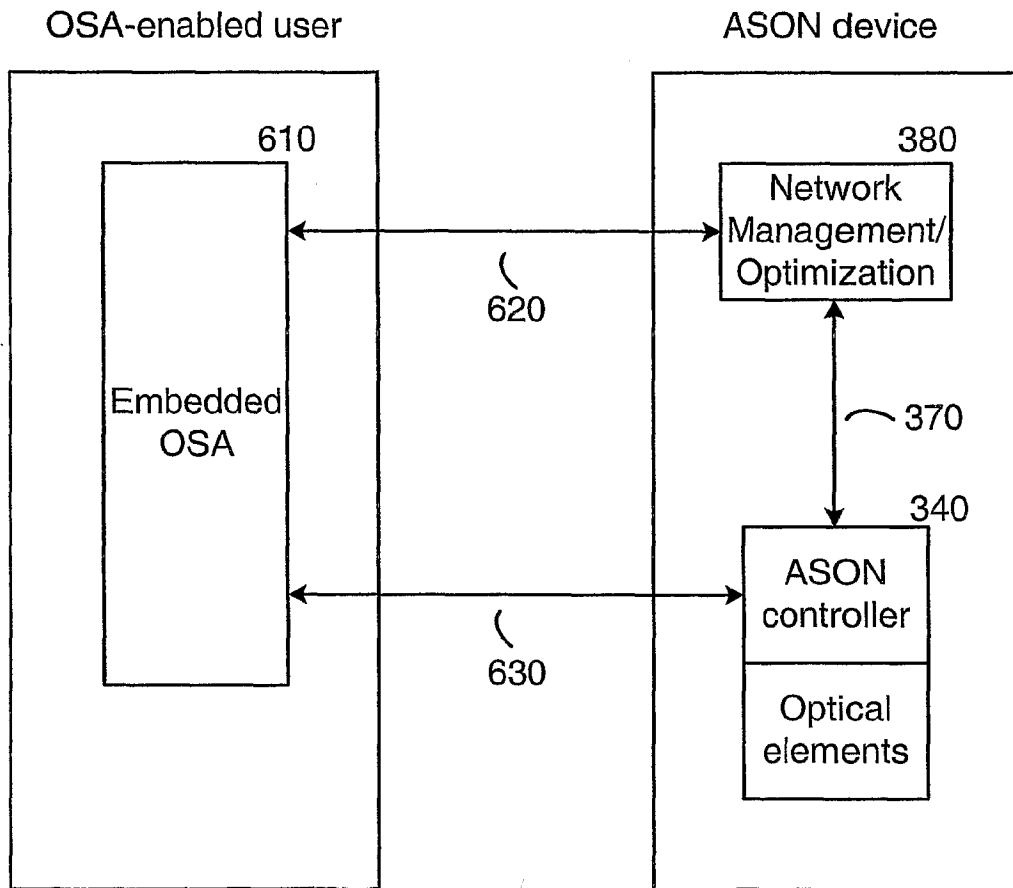 OSA-enabled user
ASON device
610
380
Network
Management/
Optimization
620
Embedded
OSA
370
340
ASON
controller
630
Optical
elements